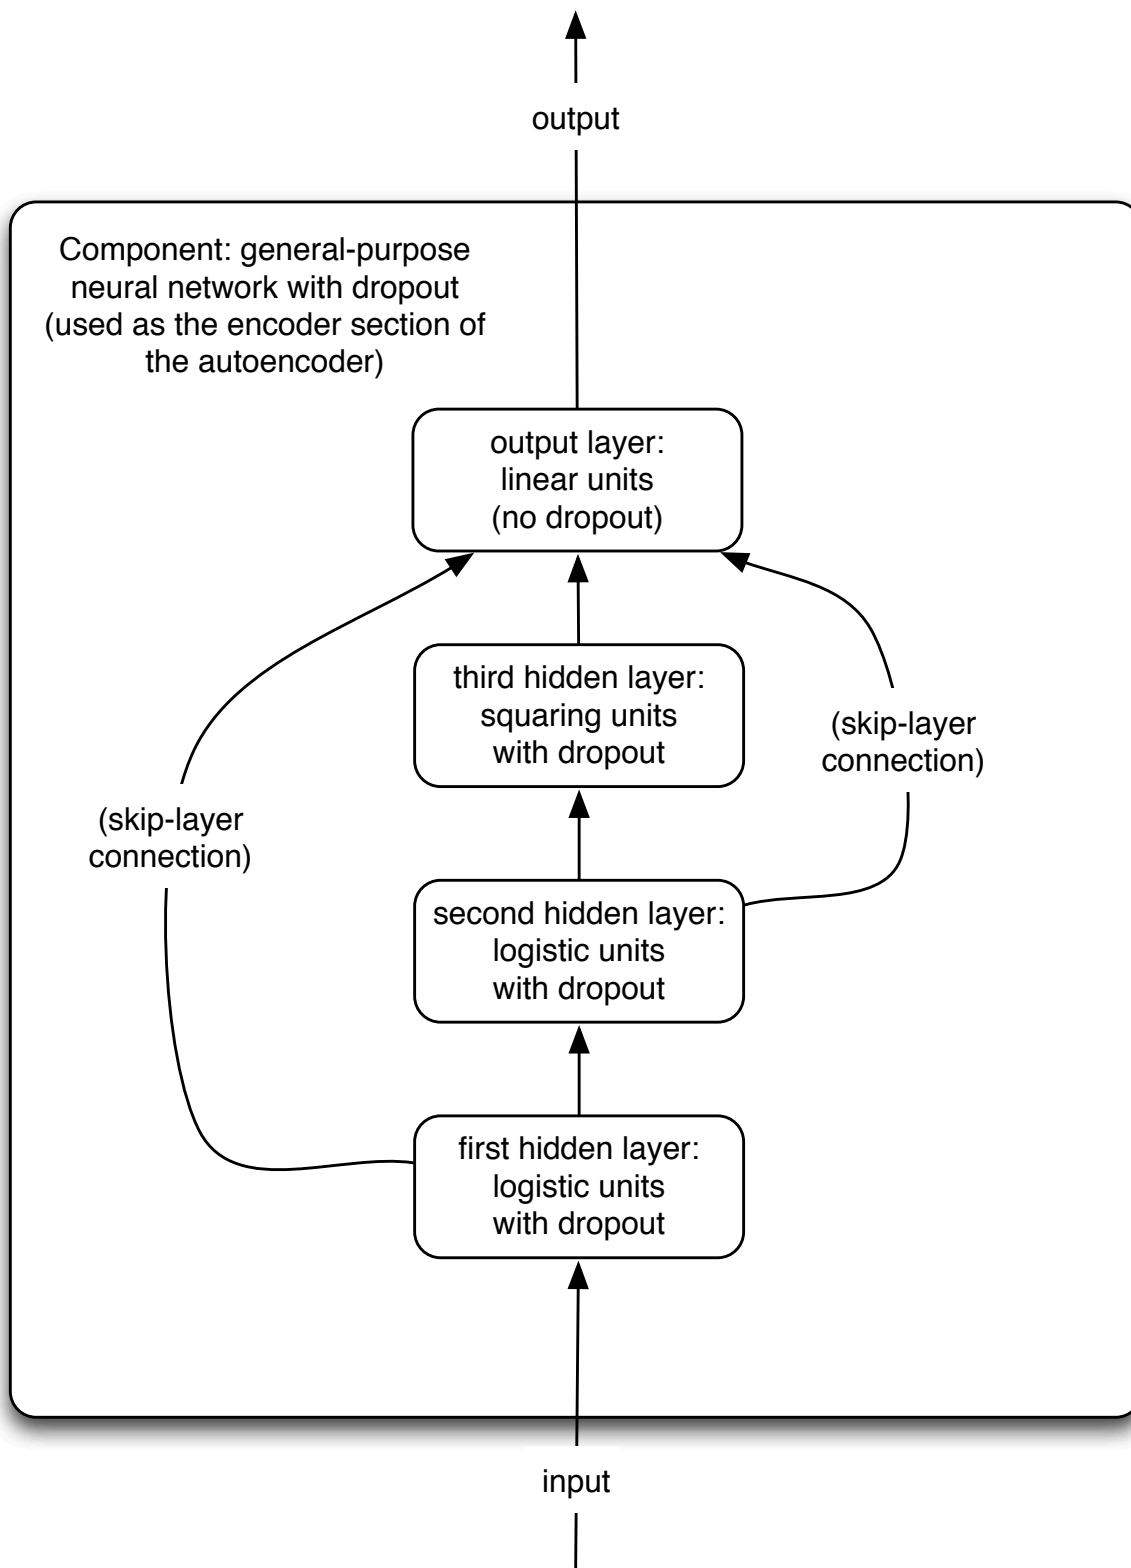 output
Component: general-purpose
neural network with dropout
(used as the encoder section of
the autoencoder)
output layer:
linear units
(no dropout)
third hidden layer:
squaring units
with dropout
(skip-layer
connection)
(skip-layer
connection)
second hidden layer:
logistic units
with dropout
first hidden layer:
logistic units
with dropout
input